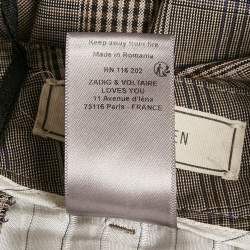 Keep away from fire
Made in Romania
RN 116 202
ZADIG & VOLTAIRE
LOVES YOU
11 Avenue d'Iéna
75116 Paris - FRANCE
EN